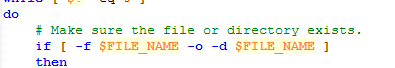 do
# Make sure the file or directory exists.
if [ -f $FILE_NAME -o -d $FILE_NAME ]
then